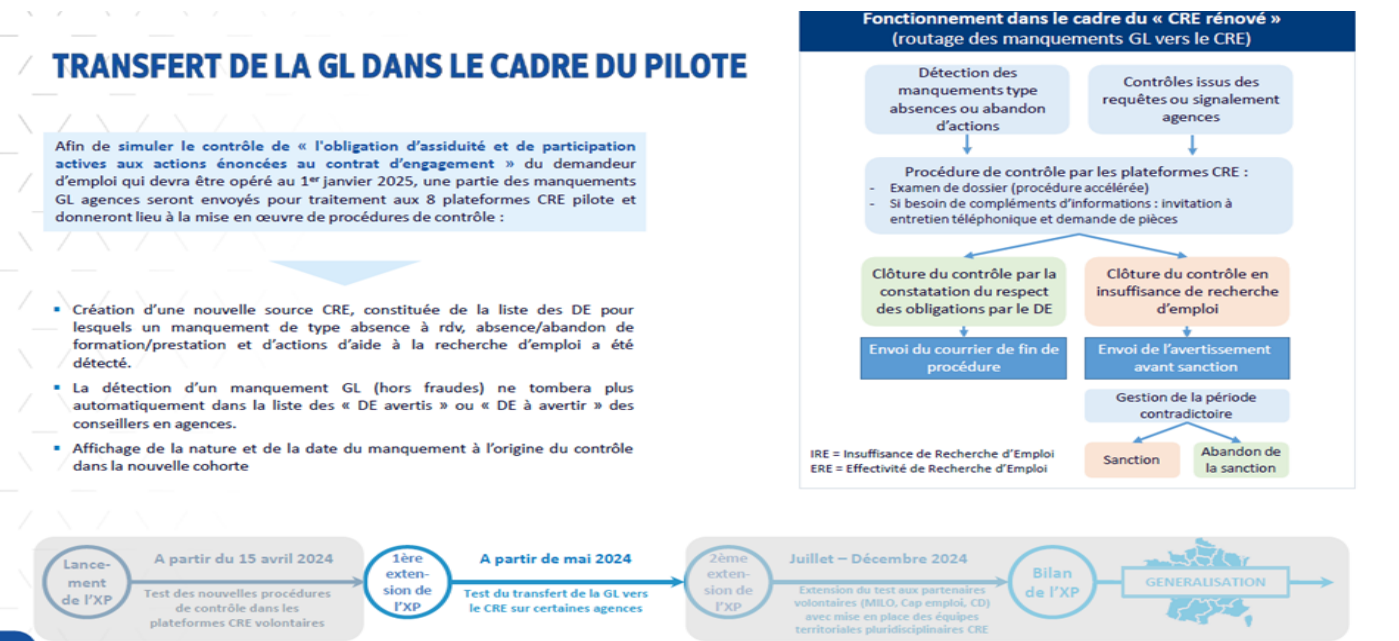 TRANSFERT DE LA GL DANS LE CADRE DU PILOTE
Afin de simuler le contrôle de « l'obligation d'assiduité et de participation
actives aux actions énoncées au contrat d'engagement » du demandeur
d'emploi qui devra être opéré au 1er janvier 2025, une partie des manquements
GL agences seront envoyés pour traitement aux 8 plateformes CRE pilote et
donneront lieu à la mise en œuvre de procédures de contrôle :
▪ Création d'une nouvelle source CRE, constituée de la liste des DE pour
lesquels un manquement de type absence à rdv, absence/abandon de
formation/prestation et d'actions d'aide à la recherche d'emploi a été
détecté.
▪ La détection d'un manquement GL (hors fraudes) ne tombera plus
automatiquement dans la liste des « DE avertis » ou « DE à avertir » des
conseillers en agences.
▪ Affichage de la nature et de la date du manquement à l'origine du contrôle
dans la nouvelle cohorte
Fonctionnement dans le cadre du « CRE rénové »
(routage des manquements GL vers le CRE)
Détection des
manquements type
absences ou abandon
d'actions
Contrôles issus des
requêtes ou signalement
agences
Procédure de contrôle par les plateformes CRE :
- Examen de dossier (procédure accélérée)
- Si besoin de compléments d'informations : invitation à
entretien téléphonique et demande de pièces
Clôture du contrôle par la
constatation du respect
des obligations par le DE
Clôture du contrôle en
insuffisance de recherche
d'emploi
Envoi du courrier de fin de
procédure
Envoi de l'avertissement
avant sanction
Gestion de la période
contradictoire
Sanction
Abandon de
la sanction
IRE = Insuffisance de Recherche d'Emploi
ERE = Effectivité de Recherche d'Emploi
Lance-
ment
de l'XP
A partir du 15 avril 2024
Test des nouvelles procédures
de contrôle dans les
plateformes CRE volontaires
1ère
exten-
sion de
l'XP
A partir de mai 2024
Test du transfert de la GL vers
le CRE sur certaines agences
2ème
exten-
sion de
l'XP
Juillet – Décembre 2024
Extension du test aux partenaires
volontaires (MILO, Cap emploi, CD)
avec mise en place des équipes
territoriales pluridisciplinaires CRE
Bilan
de l'XP
GENERALISATION